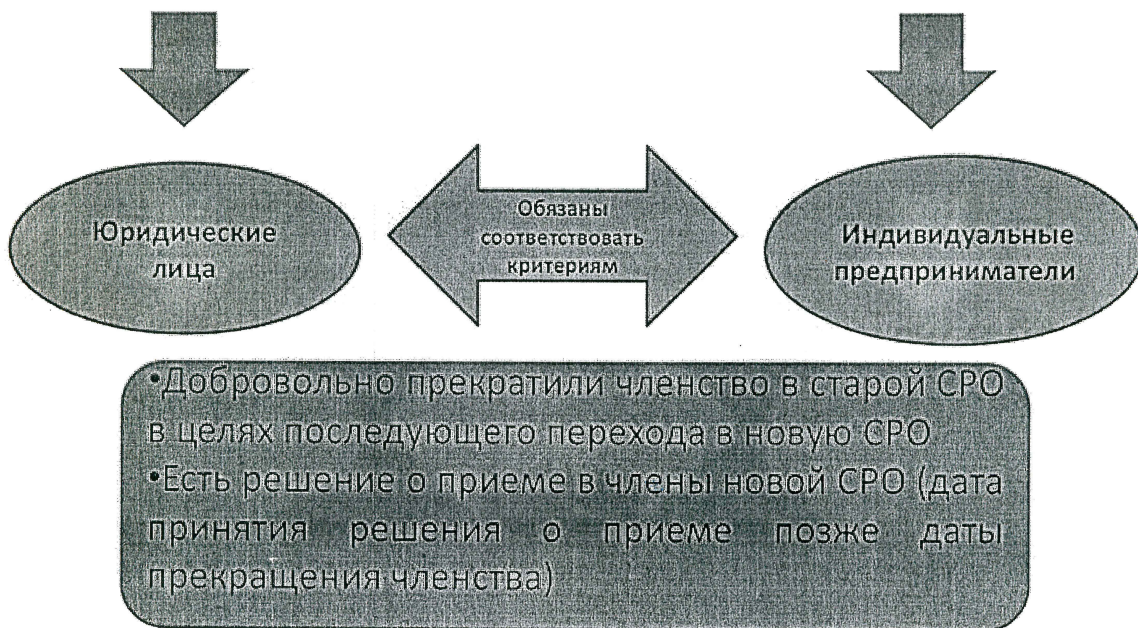 Юридические
лица
Обязаны
соответствовать
критериям
Индивидуальные
предприниматели
•Добровольно прекратили членство в старой СРО
в целях последующего перехода в новую СРО
•Есть решение о приеме в члены новой СРО (дата
принятия решения о приеме позже даты
прекращения членства)